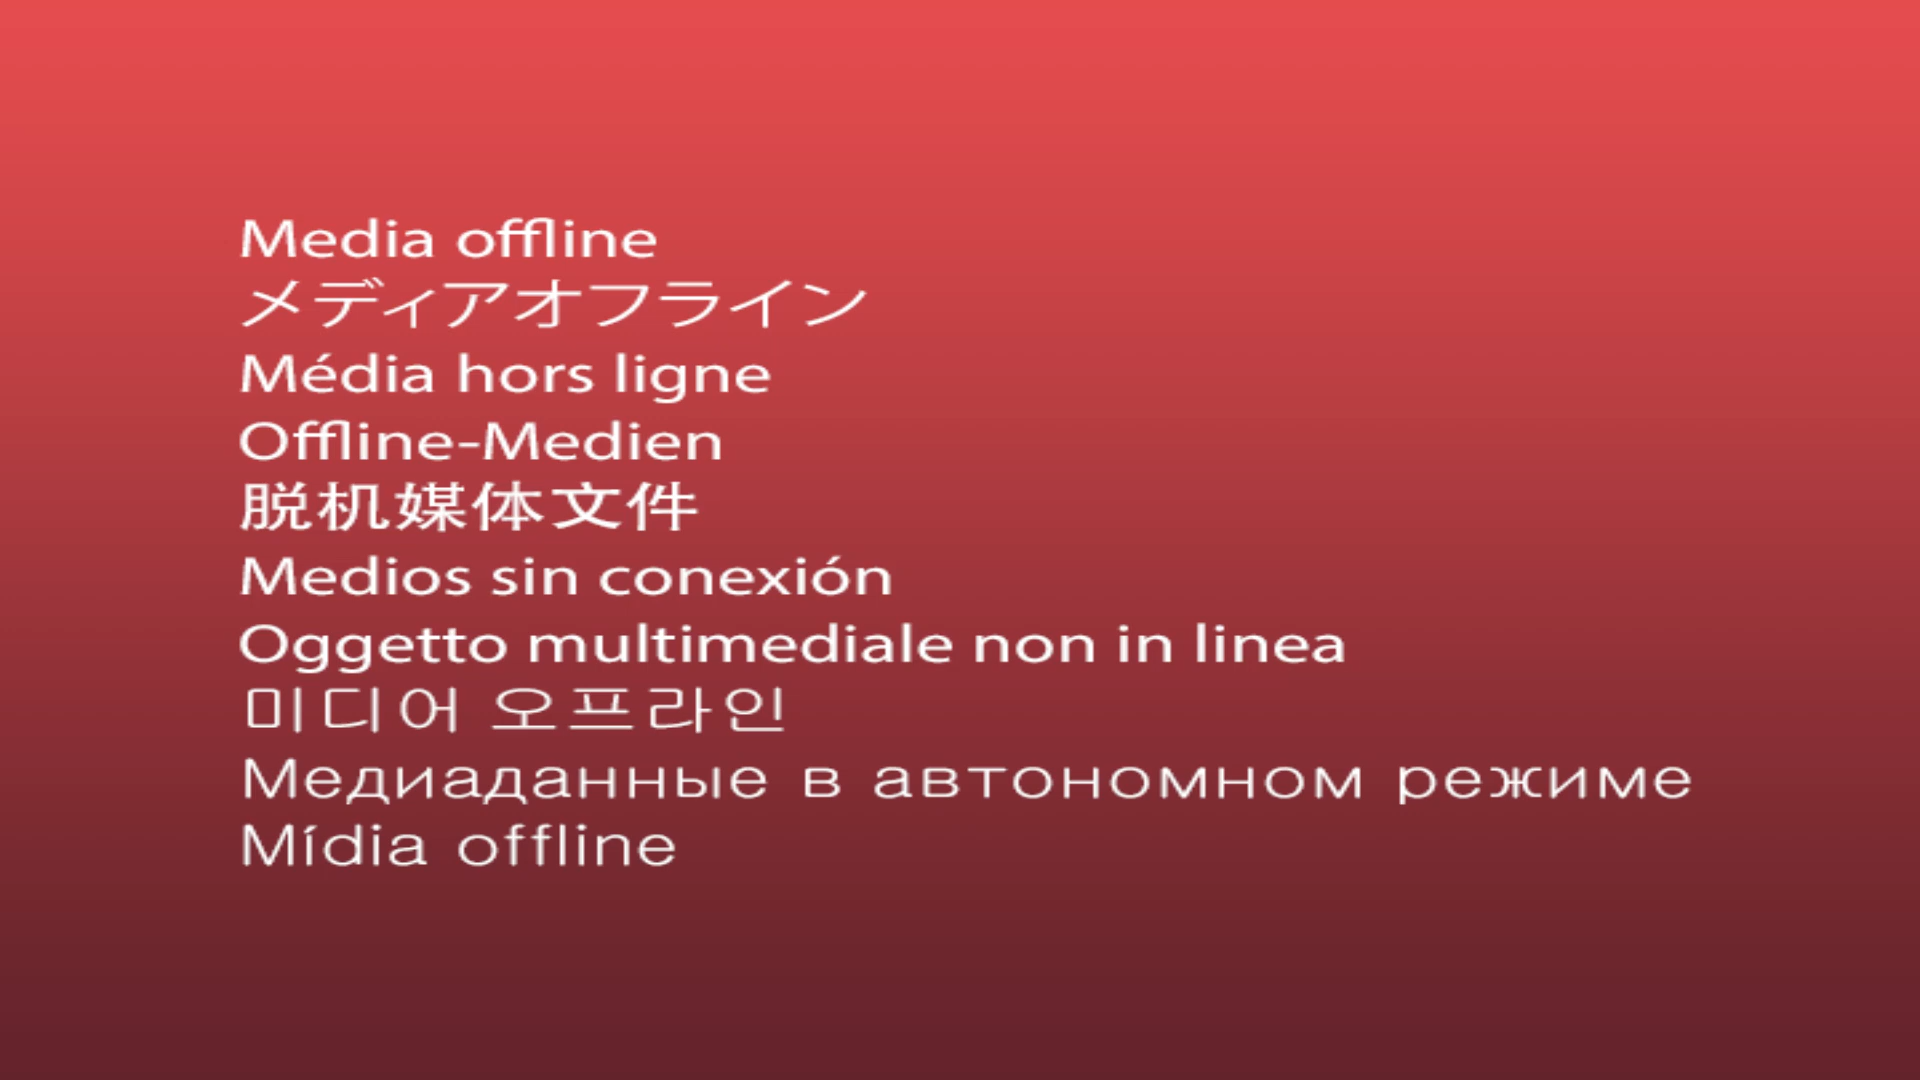 Media offline
メディアオフライン
Média hors ligne
Offline-Medien
脱机媒体文件
Medios sin conexión
Oggetto multimediale non in linea
미디어 오프라인
Медиаданные в автономном режиме
Mídia offline